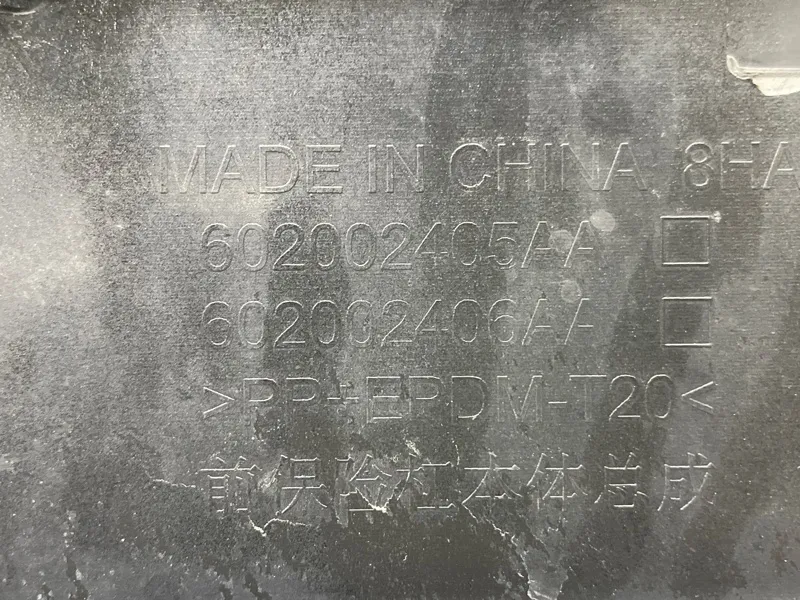 MADE IN CHINA 8HA
602002405AA □
602002406AA □
>PP+EPDM-T20<
前保险杠本体总成